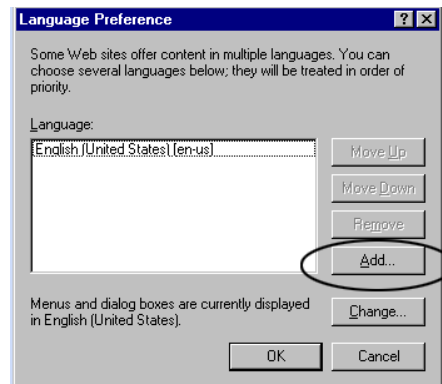 Language Preference
Some Web sites offer content in multiple languages. You can
choose several languages below; they will be treated in order of
priority.
Language:
English (United States) [en-us]
Move Up
Move Down
Remove
Add...
Menus and dialog boxes are currently displayed
in English (United States).
Change...
OK
Cancel